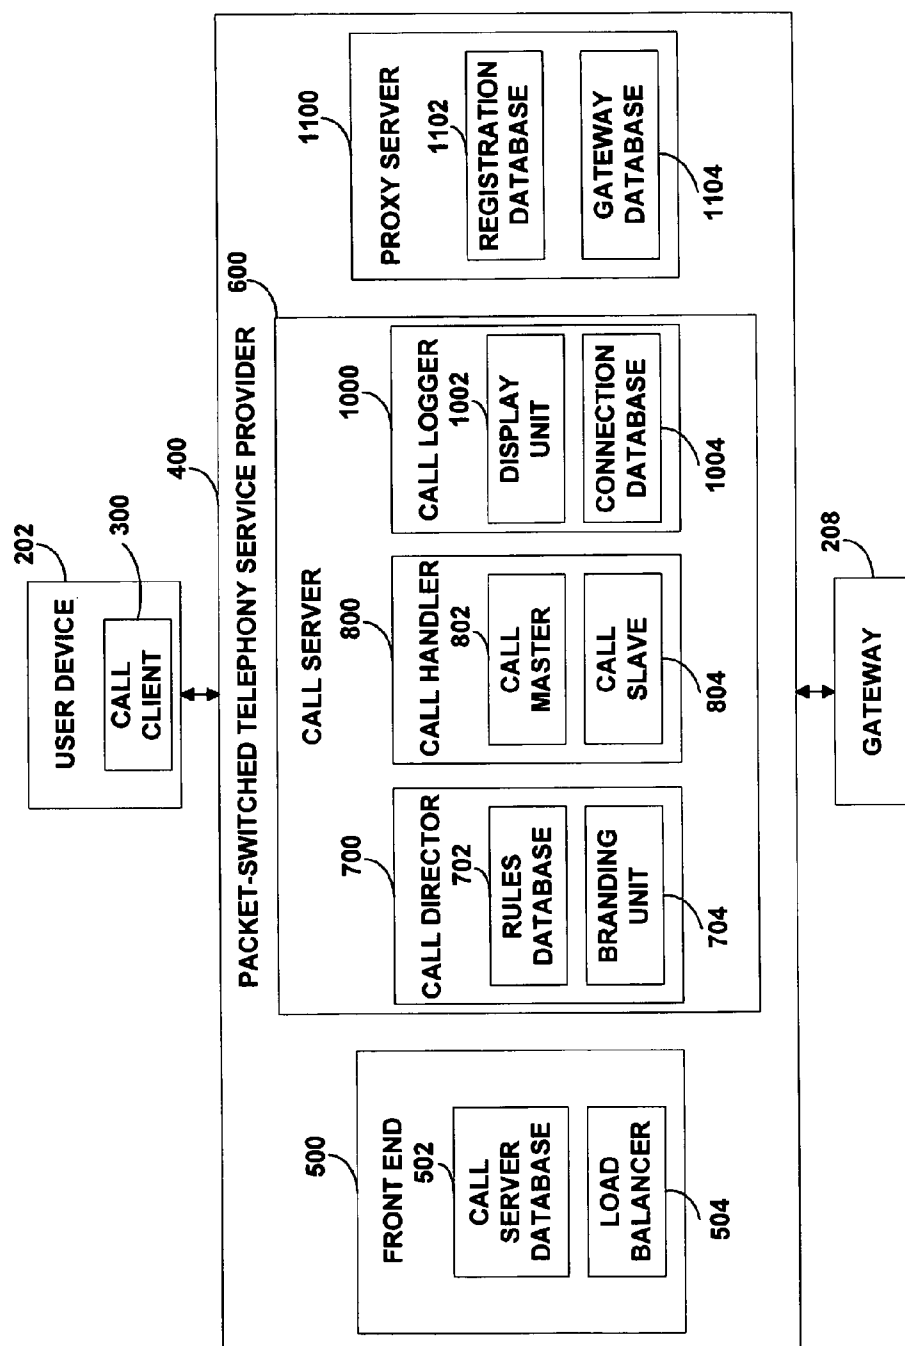 202
USER DEVICE
300
CALL
CLIENT
400
PACKET-SWITCHED TELEPHONY SERVICE PROVIDER
500
FRONT END
502
CALL
SERVER
DATABASE
LOAD
BALANCER
504
600
CALL SERVER
700
CALL DIRECTOR
702
RULES
DATABASE
BRANDING
UNIT
704
800
CALL HANDLER
802
CALL
MASTER
CALL
SLAVE
804
1000
CALL LOGGER
1002
DISPLAY
UNIT
CONNECTION
DATABASE
1004
1100
PROXY SERVER
1102
REGISTRATION
DATABASE
GATEWAY
DATABASE
1104
208
GATEWAY